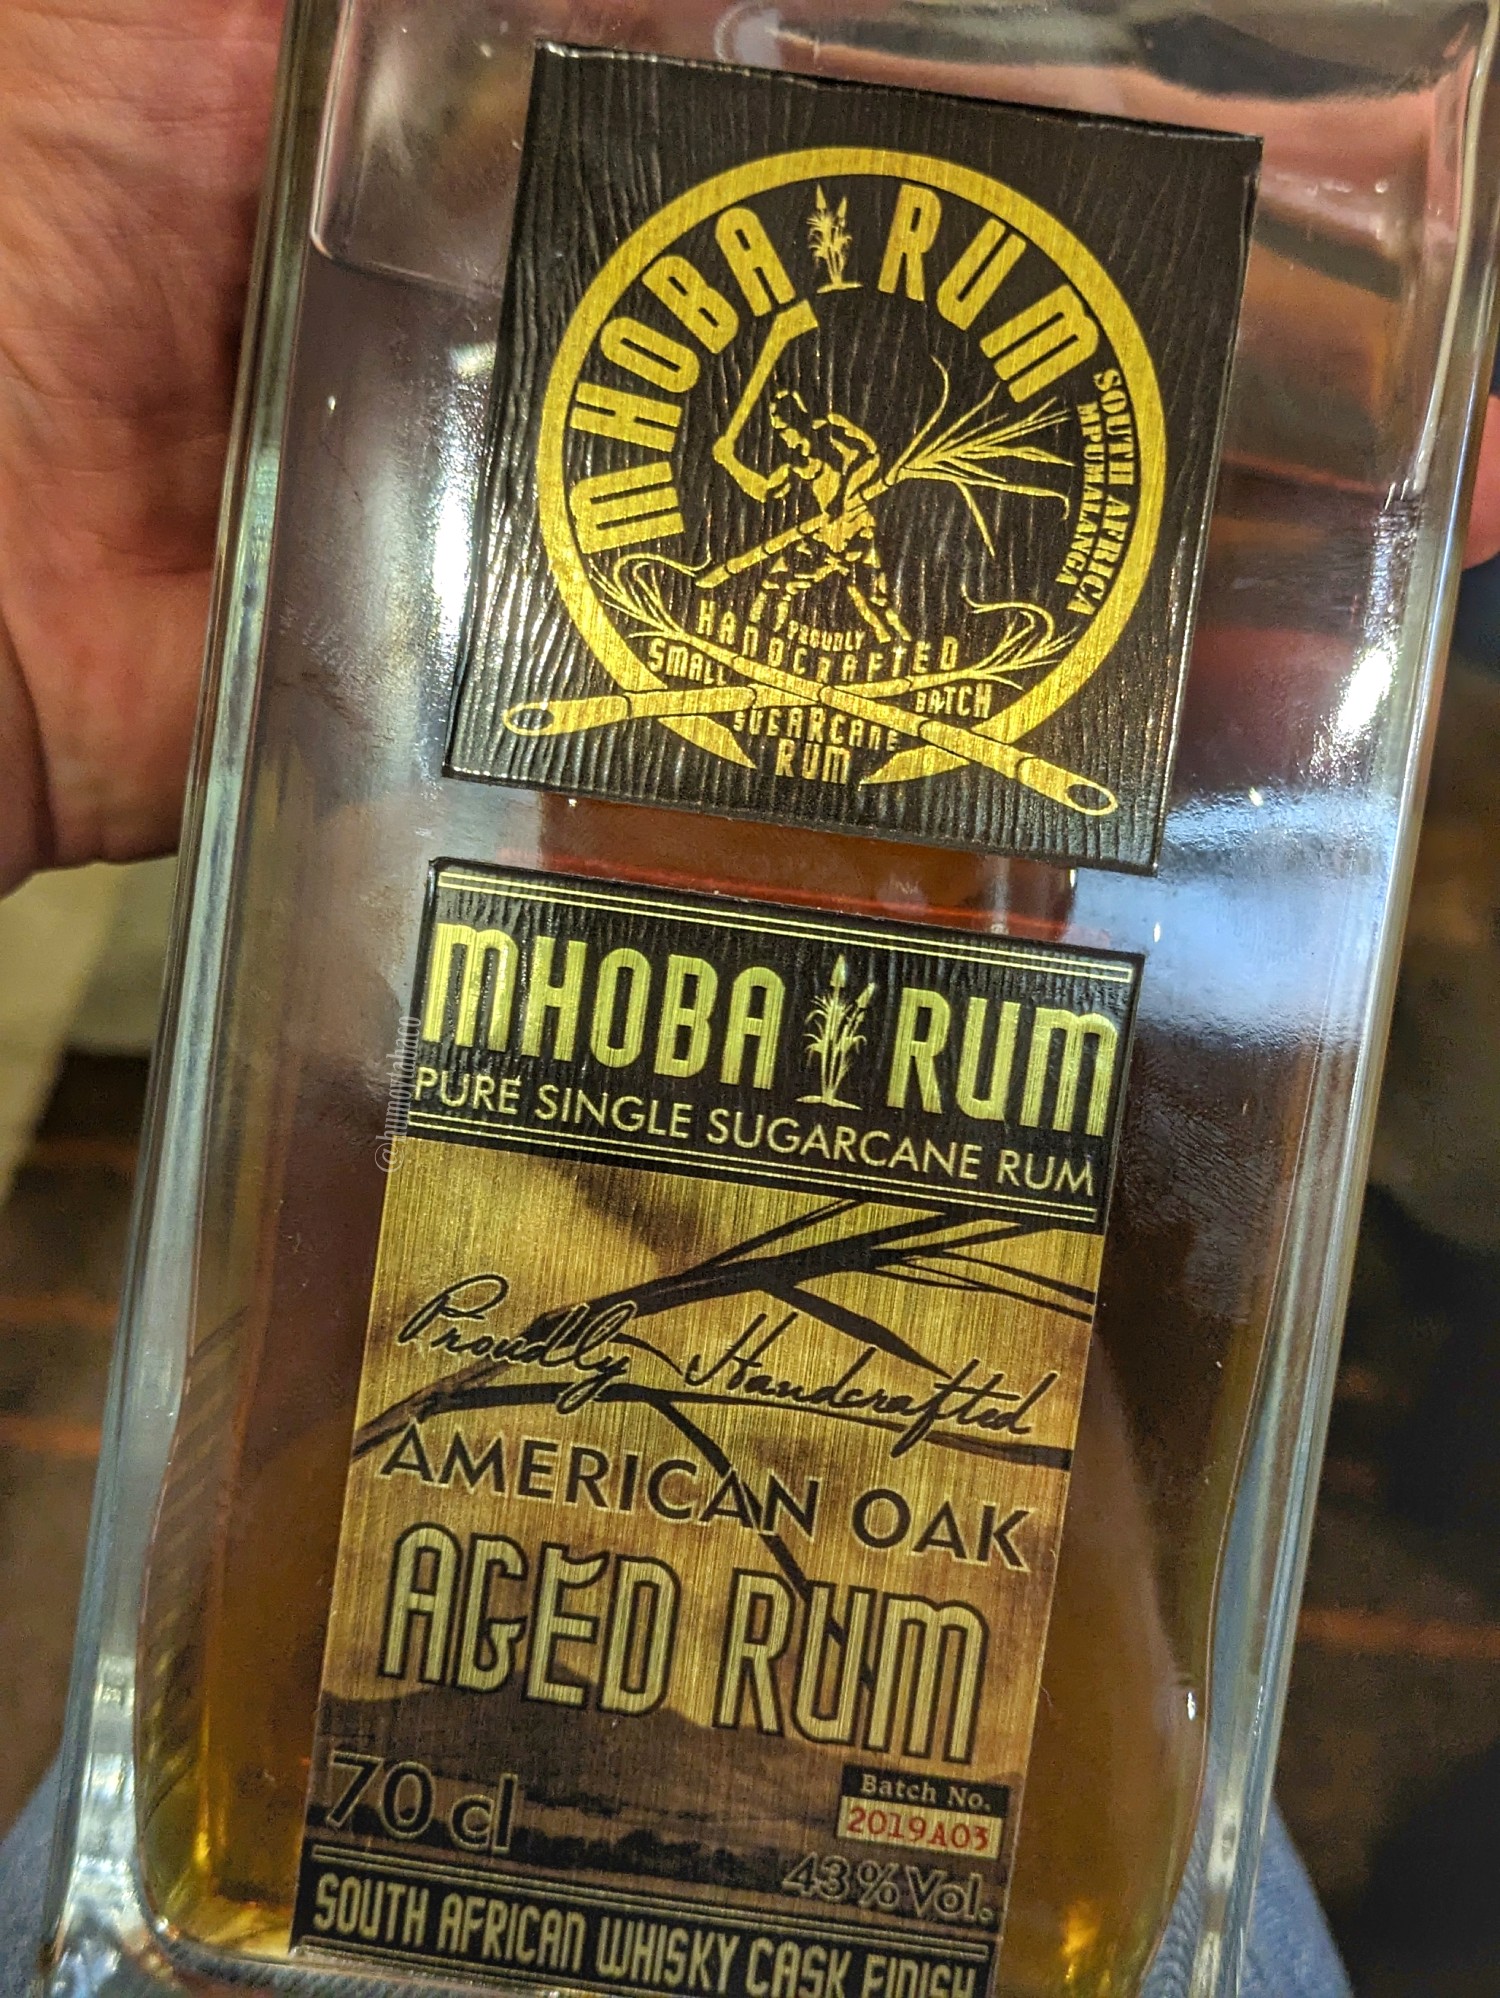 MHOBA RUM
SOUTH AFRICA
MPUMALANGA
PROUDLY
HANDCRAFTED
SMALL BATCH
SUGARCANE
RUM
MHOBA RUM
PURE SINGLE SUGARCANE RUM
Proudly Handcrafted
AMERICAN OAK
AGED RUM
70 cl
Batch No.
2019A03
43% Vol.
SOUTH AFRICAN WHISKY CASK FINISH